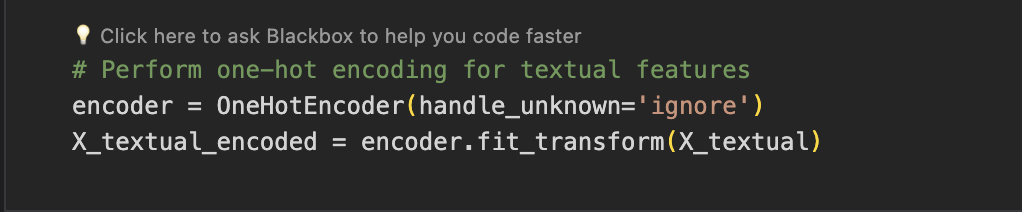 💡 Click here to ask Blackbox to help you code faster
# Perform one-hot encoding for textual features
encoder = OneHotEncoder(handle_unknown='ignore')
X_textual_encoded = encoder.fit_transform(X_textual)